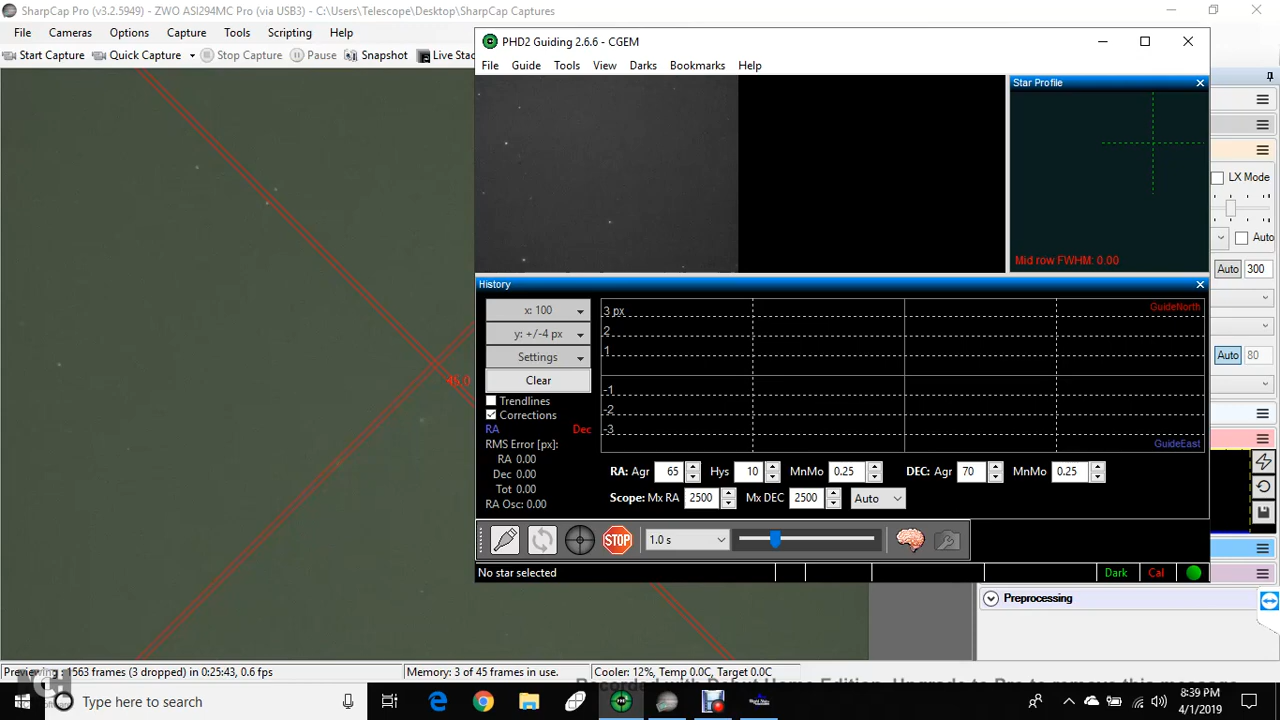 SharpCap Pro (v3.2.5949) - ZWO ASI294MC Pro (via USB3) - C:\Users\Telescope\Desktop\SharpCap Captures
File Cameras Options Capture Tools Scripting Help
Start Capture Quick Capture Stop Capture Pause Snapshot Live Stac
PHD2 Guiding 2.6.6 - CGEM
File Guide Tools View Darks Bookmarks Help
Star Profile
Mid row FWHM: 0.00
LX Mode
Auto
Auto 300
Auto 80
45.0
History
x: 100
y: +/-4 px
Settings
Clear
Trendlines
Corrections
RA Dec
RMS Error [px]:
RA 0.00
Dec 0.00
Tot 0.00
RA Osc: 0.00
3 px
2
1
-1
-2
-3
GuideNorth
GuideEast
RA: Agr 65 Hys 10 MnMo 0.25 DEC: Agr 70 MnMo 0.25
Scope: Mx RA 2500 Mx DEC 2500 Auto
STOP 1.0 s
No star selected Dark Cal
Preprocessing
Previewing : 1563 frames (3 dropped) in 0:25:43, 0.6 fps Memory: 3 of 45 frames in use. Cooler: 12%, Temp 0.0C, Target 0.0C
Type here to search
8:39 PM
4/1/2019